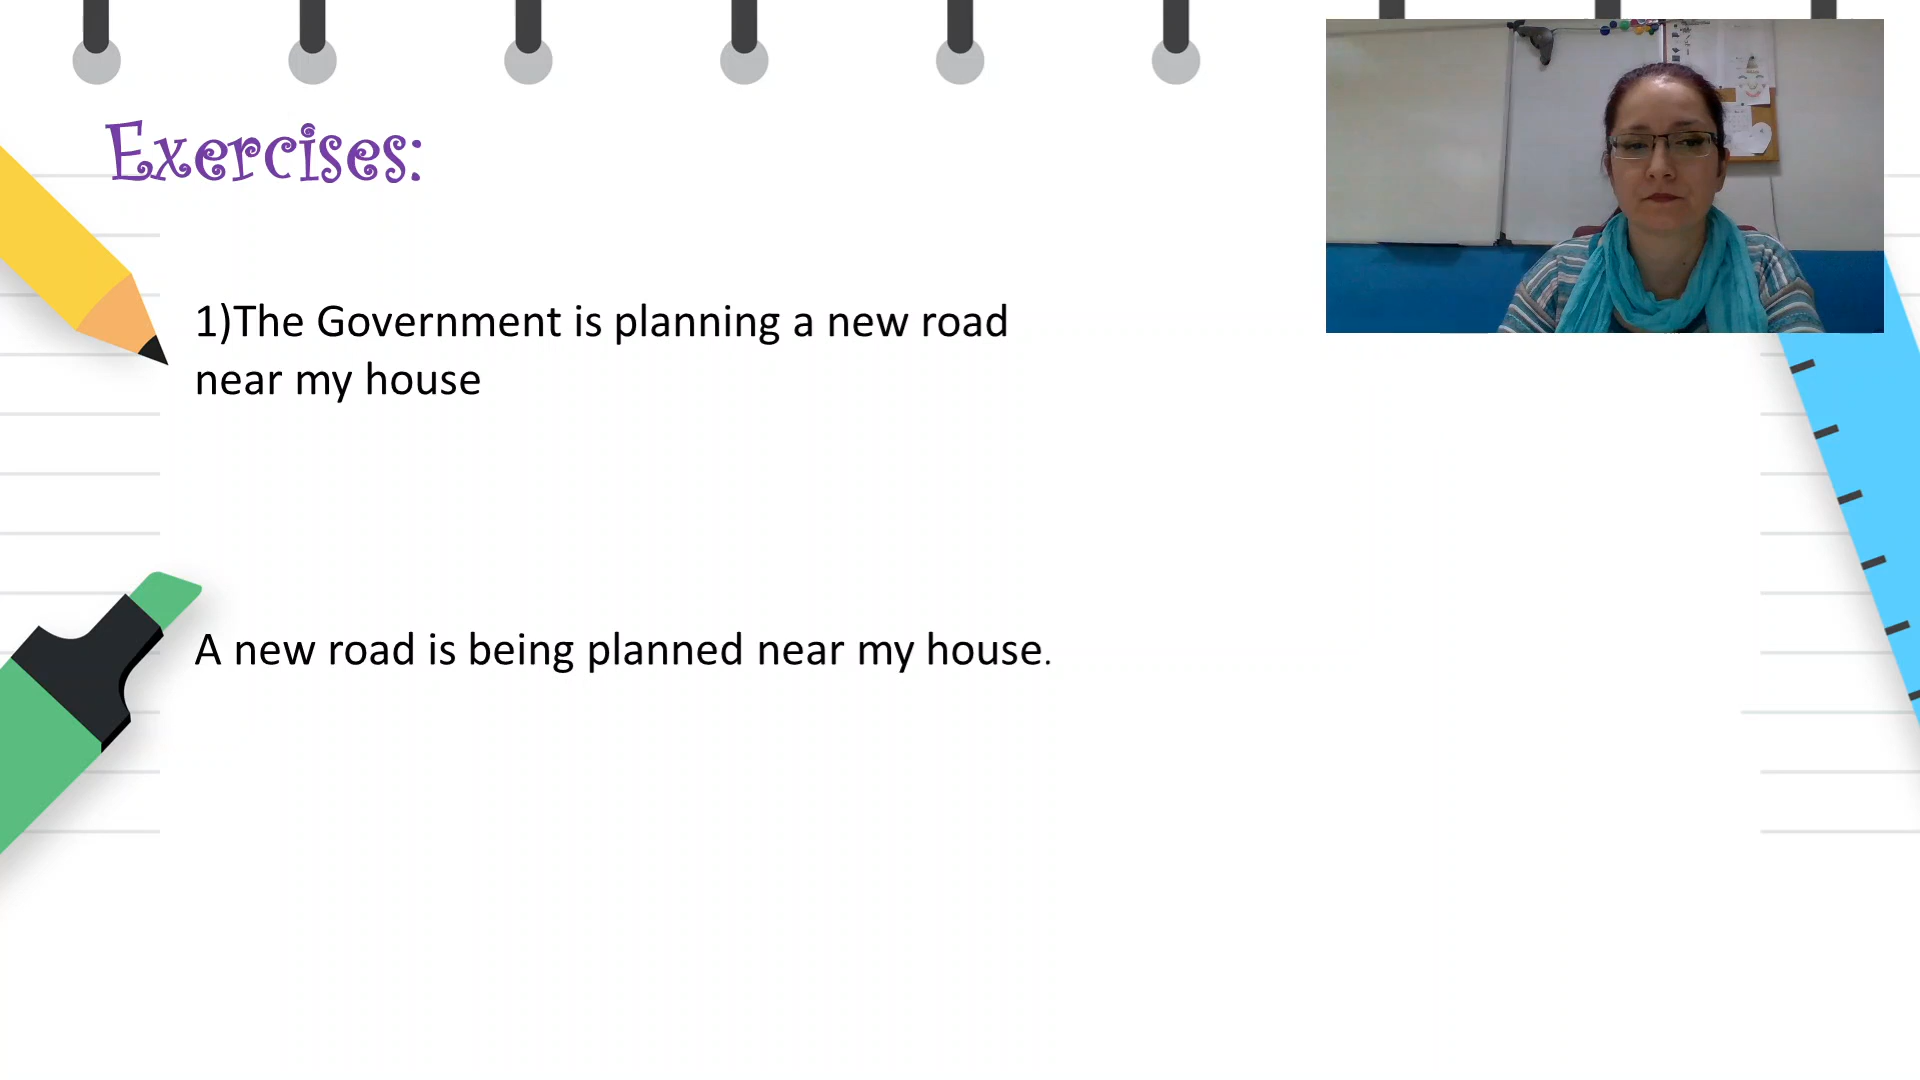 Exercises:
1)The Government is planning a new road
near my house
A new road is being planned near my house.